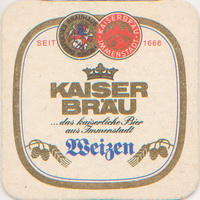 KAISERBRÄU
IMMENSTADT
SEIT 1666
KAISER
BRÄU
...das kaiserliche Bier
aus Immenstadt
Weizen